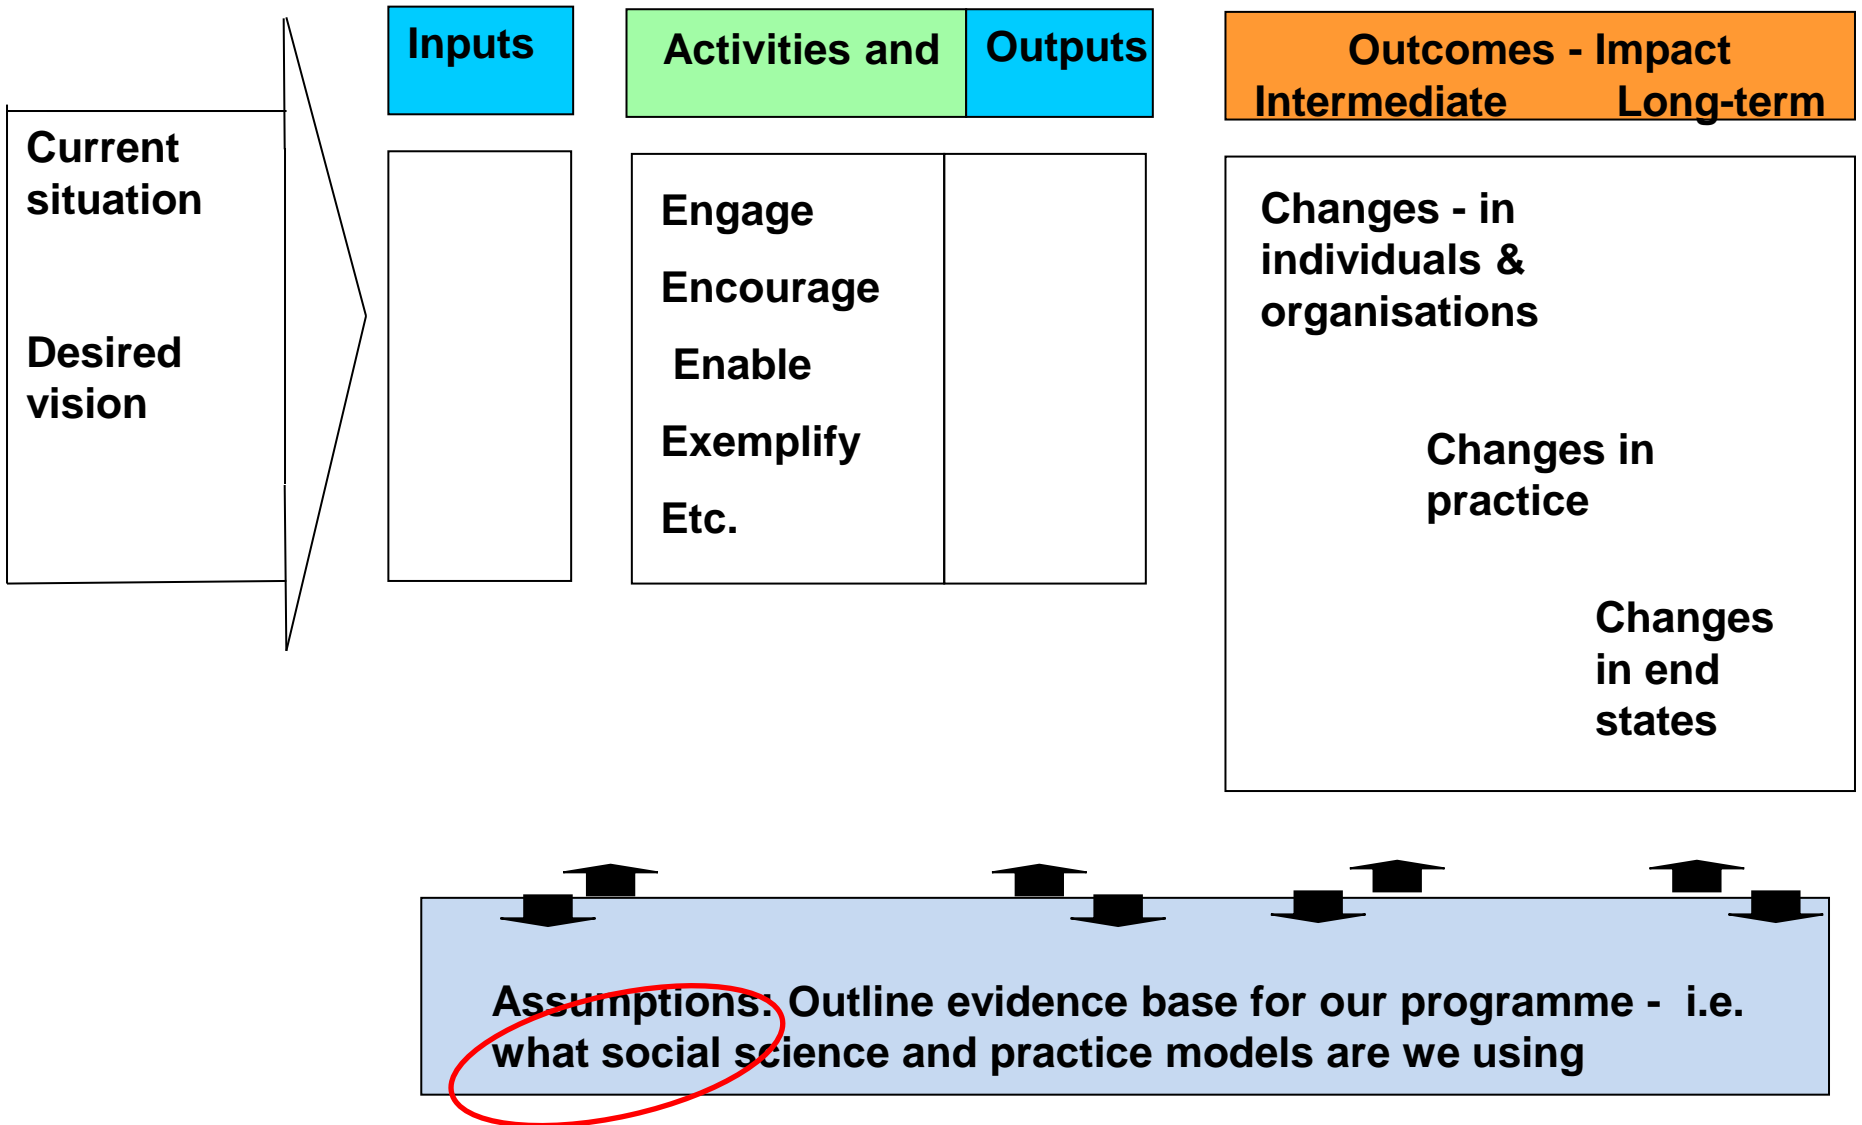 Inputs
Activities and
Outputs
Outcomes - Impact
Intermediate Long-term
Current
situation
Desired
vision
Engage
Encourage
Enable
Exemplify
Etc.
Changes - in
individuals &
organisations
Changes in
practice
Changes
in end
states
Assumptions: Outline evidence base for our programme - i.e.
what social science and practice models are we using